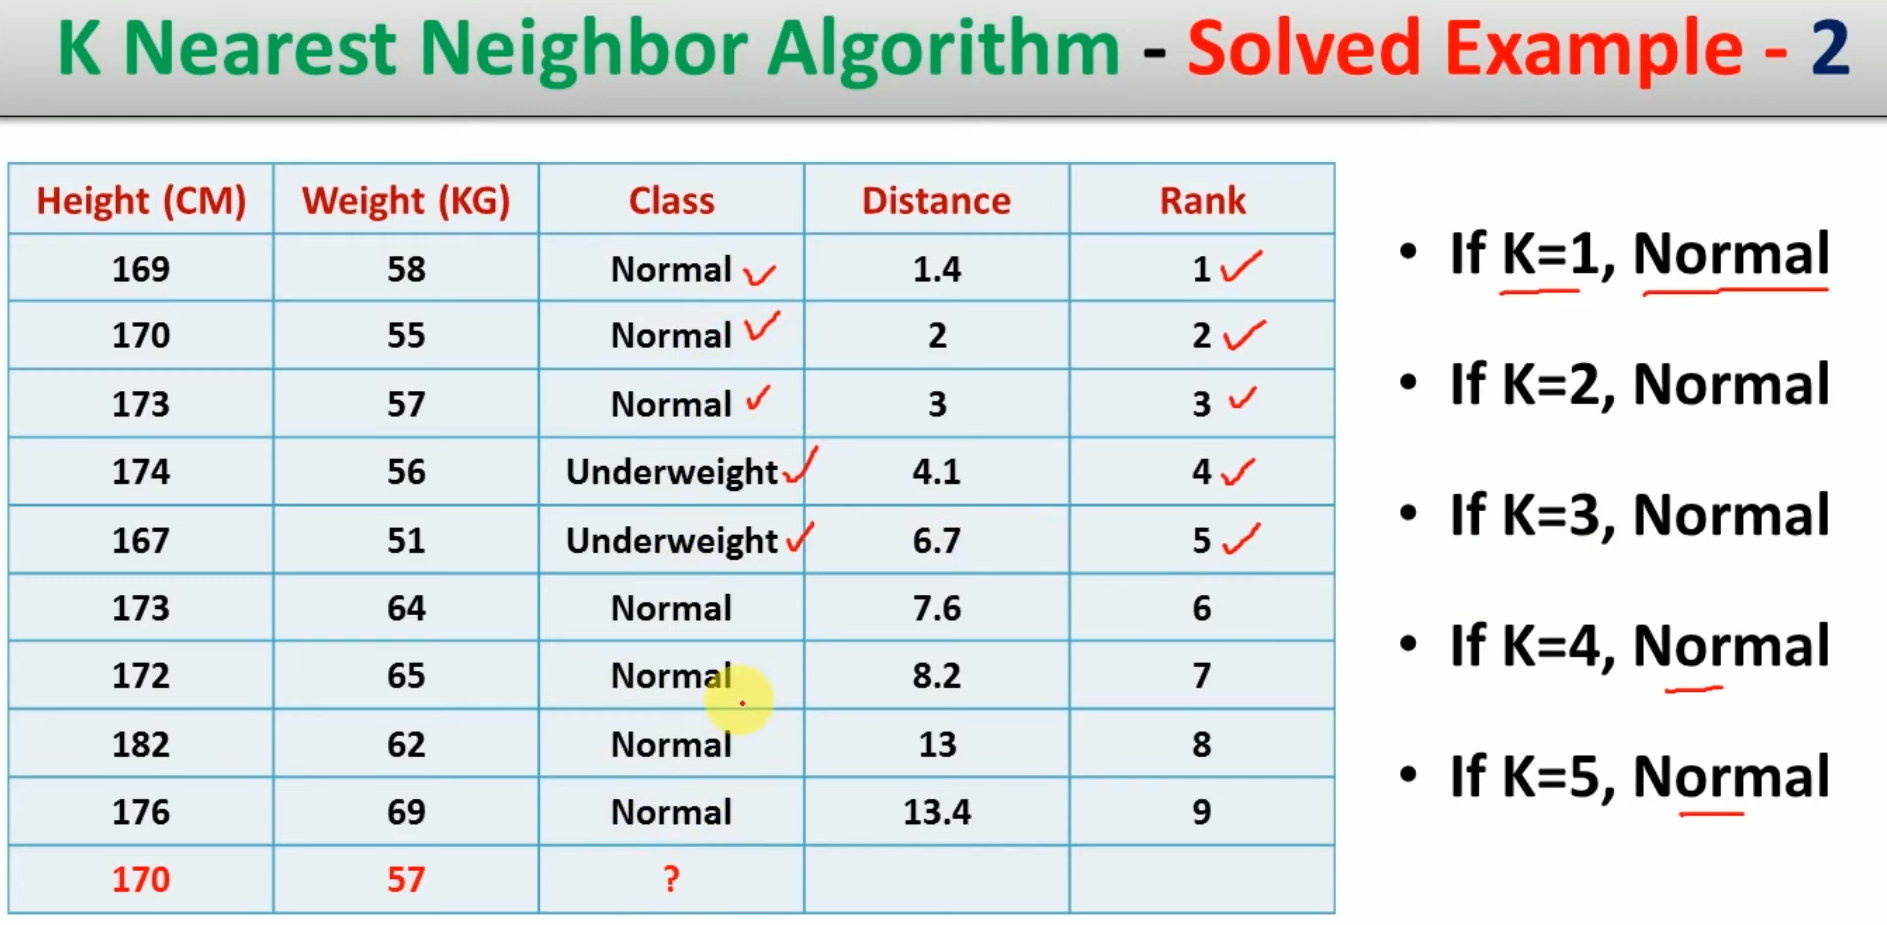 K Nearest Neighbor Algorithm - Solved Example - 2
Height (CM) Weight (KG) Class Distance Rank
169 58 Normal 1.4 1
170 55 Normal 2 2
173 57 Normal 3 3
174 56 Underweight 4.1 4
167 51 Underweight 6.7 5
173 64 Normal 7.6 6
172 65 Normal 8.2 7
182 62 Normal 13 8
176 69 Normal 13.4 9
170 57 ?
• If K=1, Normal
• If K=2, Normal
• If K=3, Normal
• If K=4, Normal
• If K=5, Normal